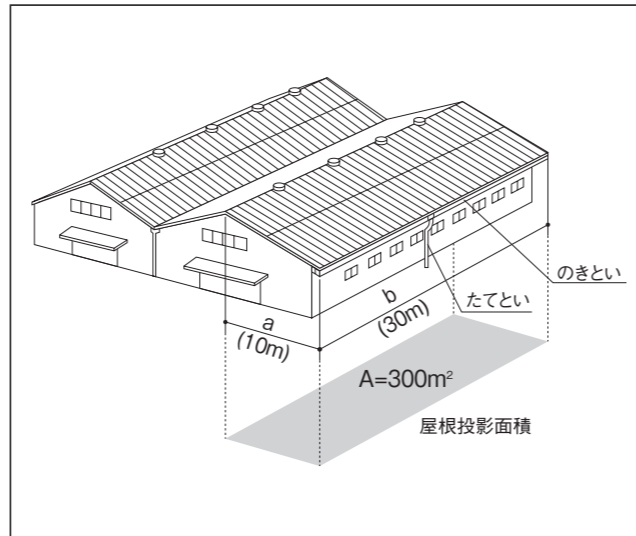 のきとい
たてとい
b
(30m)
a
(10m)
A=300m²
屋根投影面積